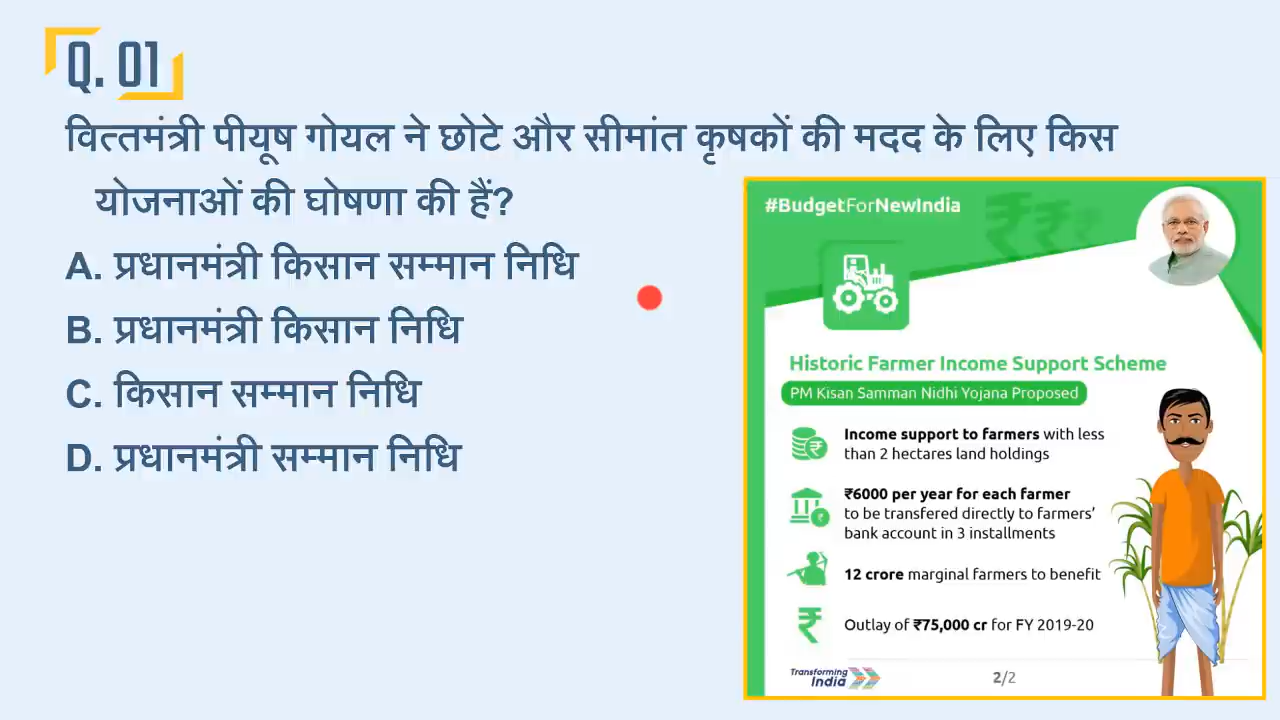 Q. 01
वित्तमंत्री पीयूष गोयल ने छोटे और सीमांत कृषकों की मदद के लिए किस
योजनाओं की घोषणा की हैं?
A. प्रधानमंत्री किसान सम्मान निधि
B. प्रधानमंत्री किसान निधि
C. किसान सम्मान निधि
D. प्रधानमंत्री सम्मान निधि
#BudgetForNewIndia
Historic Farmer Income Support Scheme
PM Kisan Samman Nidhi Yojana Proposed
Income support to farmers with less
than 2 hectares land holdings
₹6000 per year for each farmer
to be transfered directly to farmers'
bank account in 3 installments
12 crore marginal farmers to benefit
Outlay of ₹75,000 cr for FY 2019-20
Transforming
India
2/2